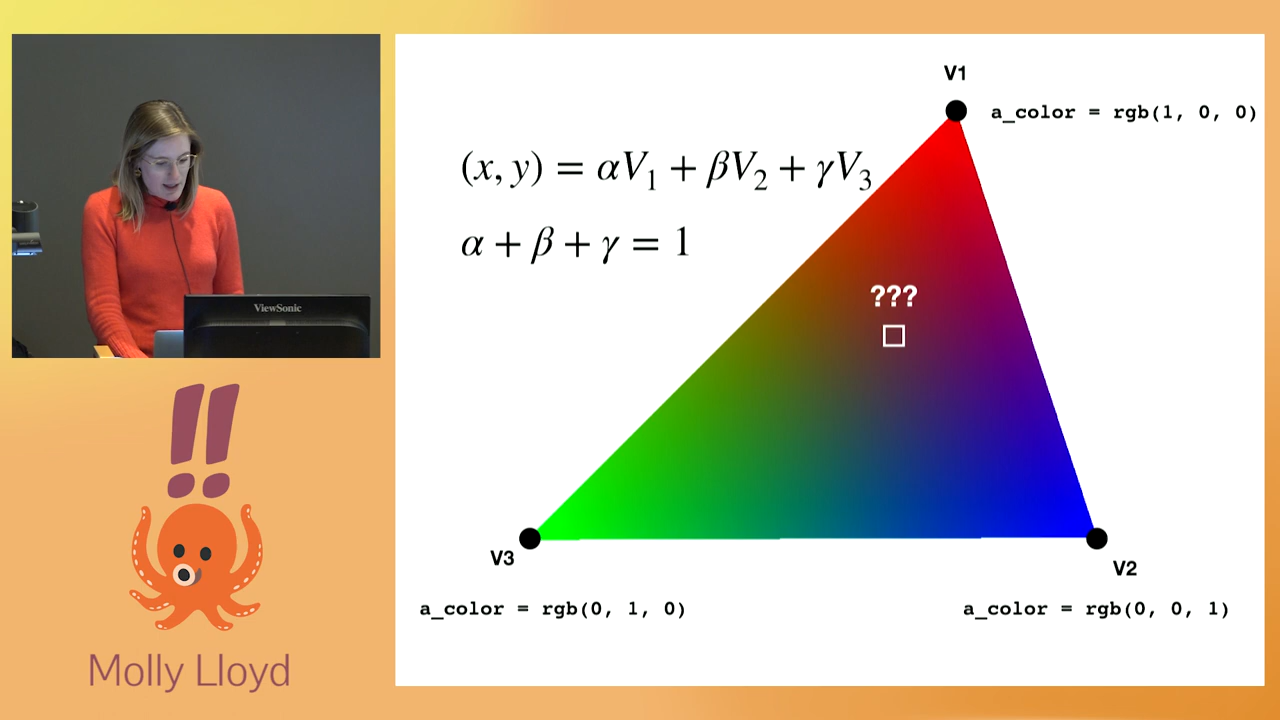 V1
a_color = rgb(1, 0, 0)
(x, y) = αV₁ + βV₂ + γV₃
α + β + γ = 1
???
ViewSonic
V3
V2
a_color = rgb(0, 1, 0)
a_color = rgb(0, 0, 1)
!!
Molly Lloyd